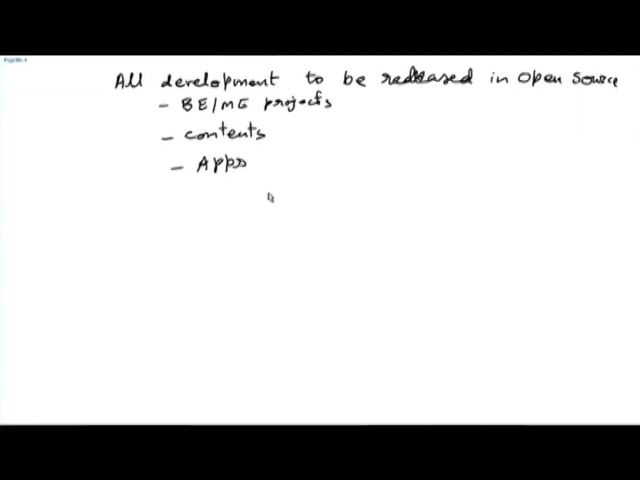 All development to be released in open source
- BE/ME projects
- contents
- Apps